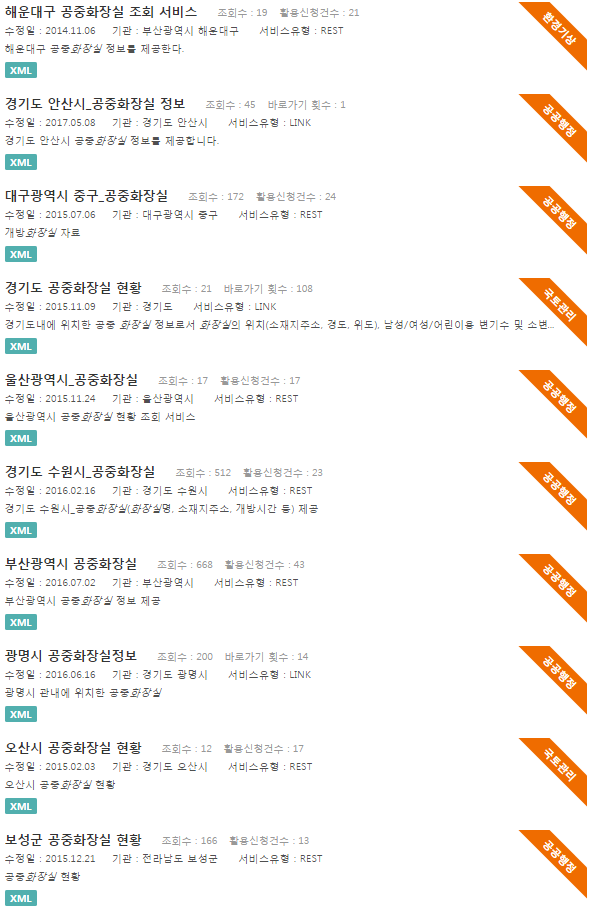 해운대구 공중화장실 조회 서비스 조회수 : 19 활용신청건수 : 21
환경기상
수정일 : 2014.11.06 기관 : 부산광역시 해운대구 서비스유형 : REST
해운대구 공중화장실 정보를 제공한다.
XML
경기도 안산시_공중화장실 정보 조회수 : 45 바로가기 횟수 : 1
공공행정
수정일 : 2017.05.08 기관 : 경기도 안산시 서비스유형 : LINK
경기도 안산시 공중화장실 정보를 제공합니다.
XML
대구광역시 중구_공중화장실 조회수 : 172 활용신청건수 : 24
공공행정
수정일 : 2015.07.06 기관 : 대구광역시 중구 서비스유형 : REST
개방화장실 자료
XML
경기도 공중화장실 현황 조회수 : 21 바로가기 횟수 : 108
국토관리
수정일 : 2015.11.09 기관 : 경기도 서비스유형 : LINK
경기도내에 위치한 공중 화장실 정보로서 화장실의 위치(소재지주소, 경도, 위도), 남성/여성/어린이용 변기수 및 소변...
XML
울산광역시_공중화장실 조회수 : 17 활용신청건수 : 17
공공행정
수정일 : 2015.11.24 기관 : 울산광역시 서비스유형 : REST
울산광역시 공중화장실 현황 조회 서비스
XML
경기도 수원시_공중화장실 조회수 : 512 활용신청건수 : 23
공공행정
수정일 : 2016.02.16 기관 : 경기도 수원시 서비스유형 : REST
경기도 수원시_공중화장실(화장실명, 소재지주소, 개방시간 등) 제공
XML
부산광역시 공중화장실 조회수 : 668 활용신청건수 : 43
공공행정
수정일 : 2016.07.02 기관 : 부산광역시 서비스유형 : REST
부산광역시 공중화장실 정보 제공
XML
광명시 공중화장실정보 조회수 : 200 바로가기 횟수 : 14
공공행정
수정일 : 2016.06.16 기관 : 경기도 광명시 서비스유형 : LINK
광명시 관내에 위치한 공중화장실
XML
오산시 공중화장실 현황 조회수 : 12 활용신청건수 : 17
국토관리
수정일 : 2015.02.03 기관 : 경기도 오산시 서비스유형 : REST
오산시 공중화장실 현황
XML
보성군 공중화장실 현황 조회수 : 166 활용신청건수 : 13
공공행정
수정일 : 2015.12.21 기관 : 전라남도 보성군 서비스유형 : REST
공중화장실 현황
XML